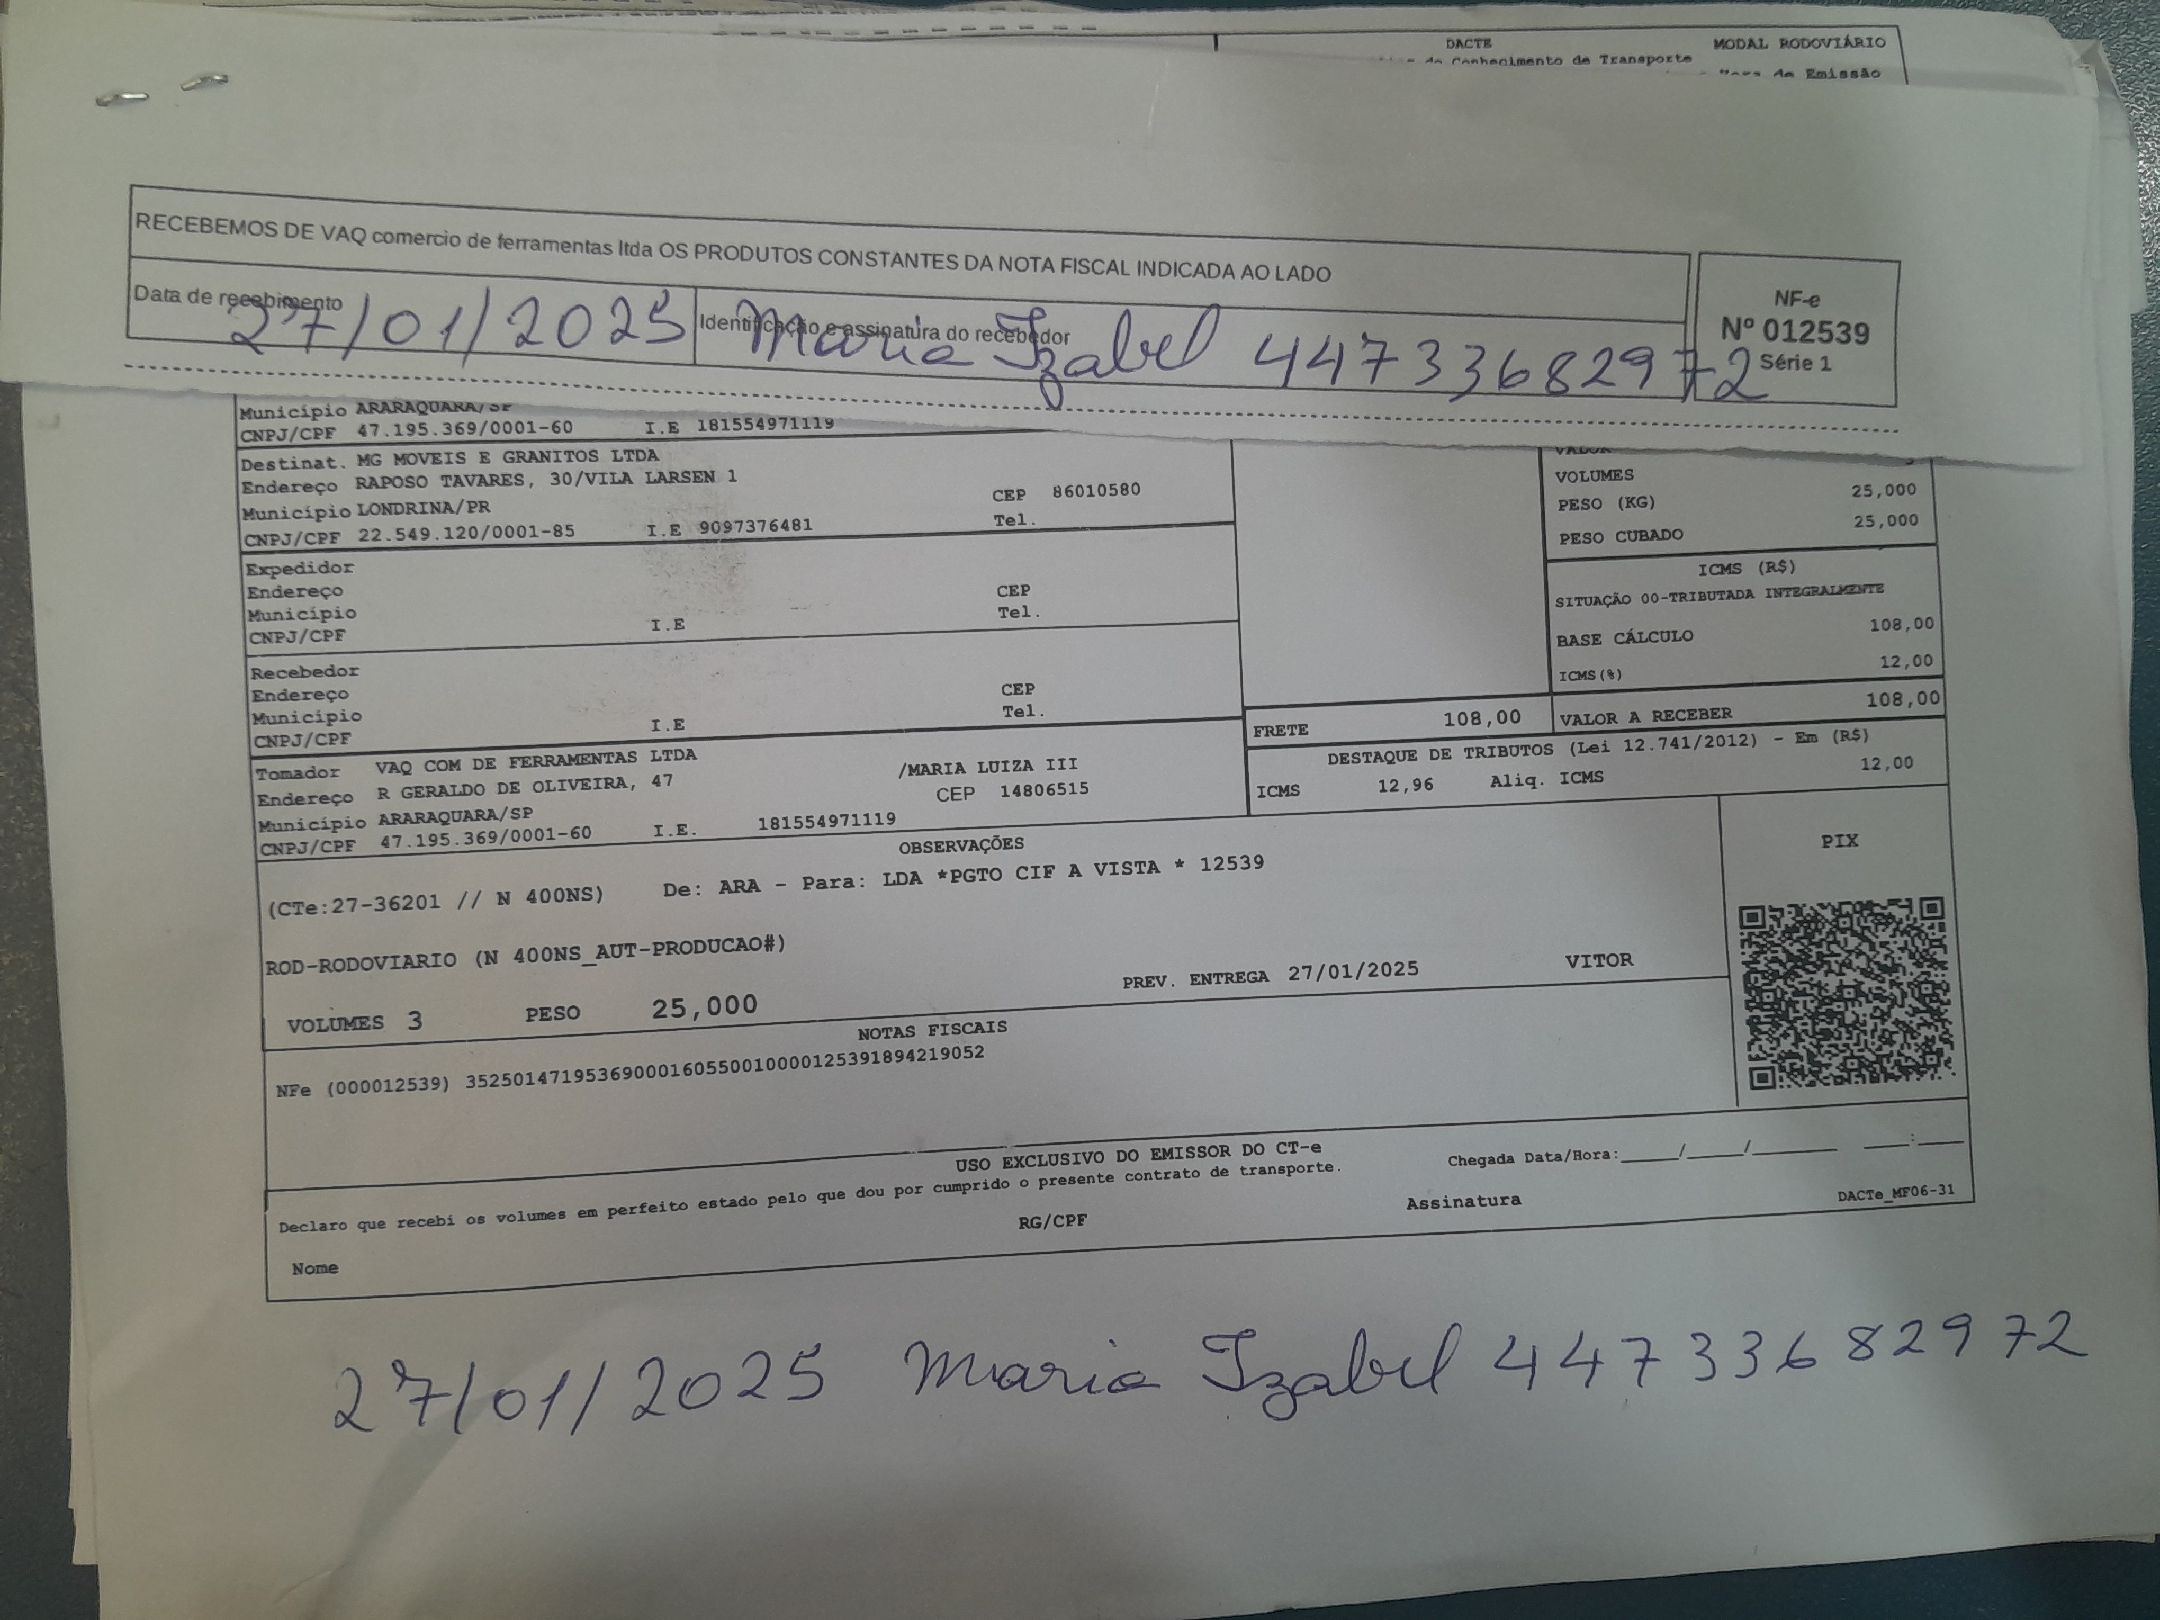 DACTE
MODAL RODOVIÁRIO
Conhecimento de Transporte
de Emissão
RECEBEMOS DE VAQ comercio de ferramentas ltda OS PRODUTOS CONSTANTES DA NOTA FISCAL INDICADA AO LADO
Data de recebimento
27/01/2025
Identificação e assinatura do recebedor
Maria Izabel 44733682972
NF-e
Nº 012539
Série 1
Município ARARAQUARA/SP
CNPJ/CPF 47.195.369/0001-60 I.E 181554971119
Destinat. MG MOVEIS E GRANITOS LTDA
Endereço RAPOSO TAVARES, 30/VILA LARSEN 1
Município LONDRINA/PR CEP 86010580
CNPJ/CPF 22.549.120/0001-85 I.E 9097376481 Tel.
VALOR
VOLUMES
PESO (KG) 25,000
PESO CUBADO 25,000
Expedidor
Endereço
Município CEP
CNPJ/CPF I.E Tel.
ICMS (R$)
SITUAÇÃO 00-TRIBUTADA INTEGRALMENTE
BASE CÁLCULO 108,00
ICMS(%) 12,00
Recebedor
Endereço
Município CEP
CNPJ/CPF I.E Tel.
FRETE 108,00 VALOR A RECEBER 108,00
Tomador VAQ COM DE FERRAMENTAS LTDA
Endereço R GERALDO DE OLIVEIRA, 47 /MARIA LUIZA III
Município ARARAQUARA/SP CEP 14806515
CNPJ/CPF 47.195.369/0001-60 I.E. 181554971119
DESTAQUE DE TRIBUTOS (Lei 12.741/2012) - Em (R$)
ICMS 12,96 Aliq. ICMS 12,00
OBSERVAÇÕES
(CTe:27-36201 // N 400NS) De: ARA - Para: LDA *PGTO CIF A VISTA * 12539
ROD-RODOVIARIO (N 400NS_AUT-PRODUCAO#)
VOLUMES 3 PESO 25,000 PREV. ENTREGA 27/01/2025 VITOR
PIX
NOTAS FISCAIS
NFe (000012539) 35250147195369000160550010000125391894219052
USO EXCLUSIVO DO EMISSOR DO CT-e
Declaro que recebi os volumes em perfeito estado pelo que dou por cumprido o presente contrato de transporte.
Chegada Data/Hora:_____/_____/________ ____:____
Nome RG/CPF Assinatura DACTe_MF06-31
27/01/2025 Maria Izabel 44733682972